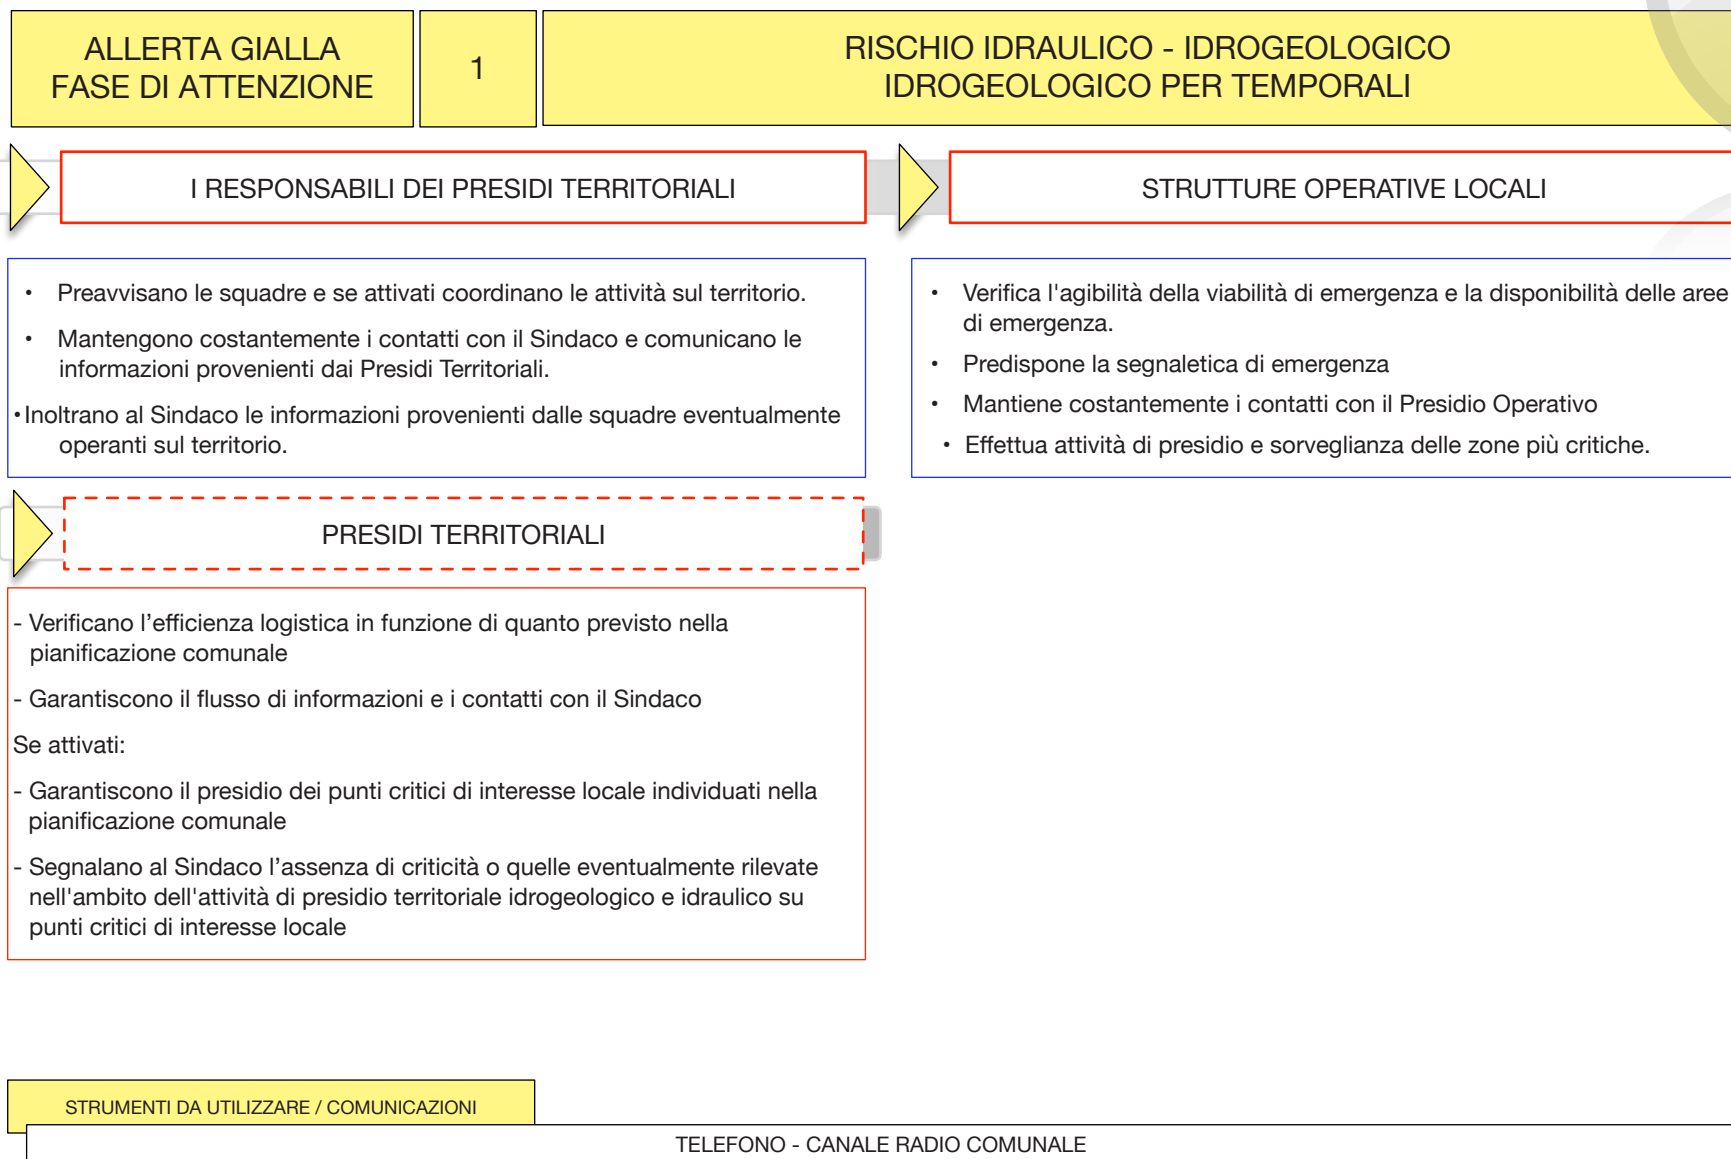 ALLERTA GIALLA
FASE DI ATTENZIONE
1
RISCHIO IDRAULICO - IDROGEOLOGICO
IDROGEOLOGICO PER TEMPORALI
I RESPONSABILI DEI PRESIDI TERRITORIALI
• Preavvisano le squadre e se attivati coordinano le attività sul territorio.
• Mantengono costantemente i contatti con il Sindaco e comunicano le
informazioni provenienti dai Presidi Territoriali.
• Inoltrano al Sindaco le informazioni provenienti dalle squadre eventualmente
operanti sul territorio.
STRUTTURE OPERATIVE LOCALI
• Verifica l'agibilità della viabilità di emergenza e la disponibilità delle aree
di emergenza.
• Predispone la segnaletica di emergenza
• Mantiene costantemente i contatti con il Presidio Operativo
• Effettua attività di presidio e sorveglianza delle zone più critiche.
PRESIDI TERRITORIALI
- Verificano l’efficienza logistica in funzione di quanto previsto nella
pianificazione comunale
- Garantiscono il flusso di informazioni e i contatti con il Sindaco
Se attivati:
- Garantiscono il presidio dei punti critici di interesse locale individuati nella
pianificazione comunale
- Segnalano al Sindaco l’assenza di criticità o quelle eventualmente rilevate
nell'ambito dell'attività di presidio territoriale idrogeologico e idraulico su
punti critici di interesse locale
STRUMENTI DA UTILIZZARE / COMUNICAZIONI
TELEFONO - CANALE RADIO COMUNALE